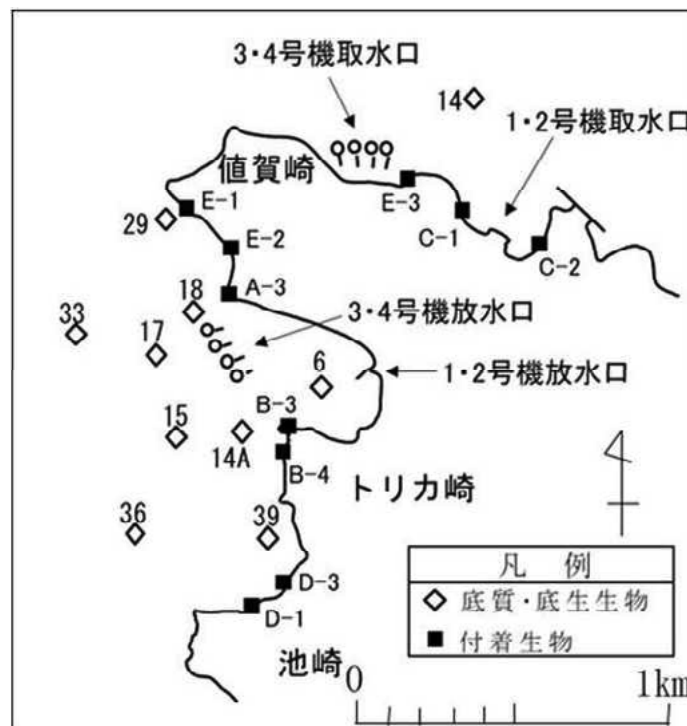 3・4号機取水口
14
1・2号機取水口
値賀崎
E-3
E-1
C-1
29
E-2
C-2
A-3
18
3・4号機放水口
33
17
6
1・2号機放水口
B-3
15
14A
B-4
トリカ崎
36
39
凡 例
底質・底生生物
付着生物
D-3
D-1
池崎
0
1km